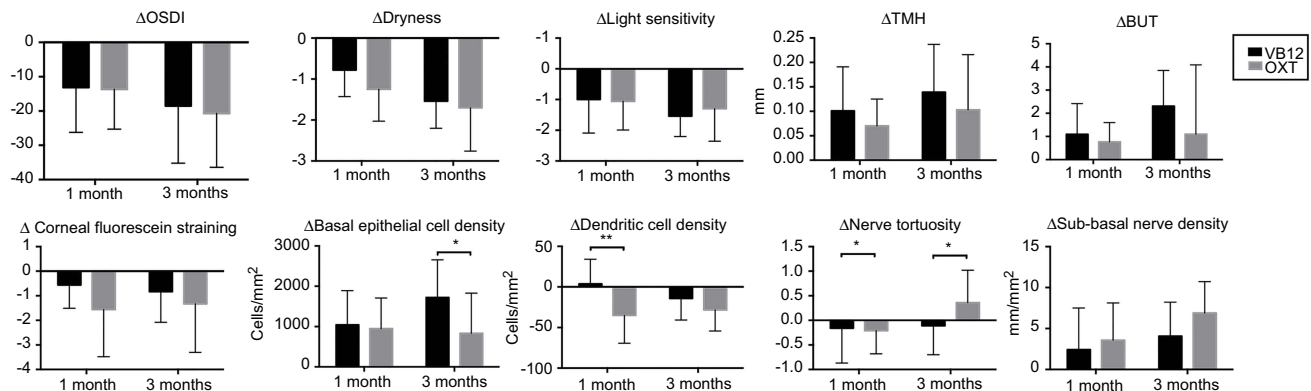 ΔOSDI
0
-10
-20
-30
-40
1 month 3 months
ΔDryness
0
-1
-2
-3
1 month 3 months
ΔLight sensitivity
-1
0
-1
-2
-3
1 month 3 months
ΔTMH
mm
0.25
0.20
0.15
0.10
0.05
0.00
1 month 3 months
ΔBUT
5
4
3
2
1
0
1 month 3 months
VB12
OXT
Δ Corneal fluorescein straining
1
0
-1
-2
-3
-4
1 month 3 months
ΔBasal epithelial cell density
Cells/mm²
3000
2000
1000
0
*
1 month 3 months
ΔDendritic cell density
Cells/mm²
50
0
-50
-100
**
1 month 3 months
ΔNerve tortuosity
1.5
1.0
0.5
0.0
-0.5
-1.0
* *
1 month 3 months
ΔSub-basal nerve density
mm/mm²
15
10
5
0
1 month 3 months